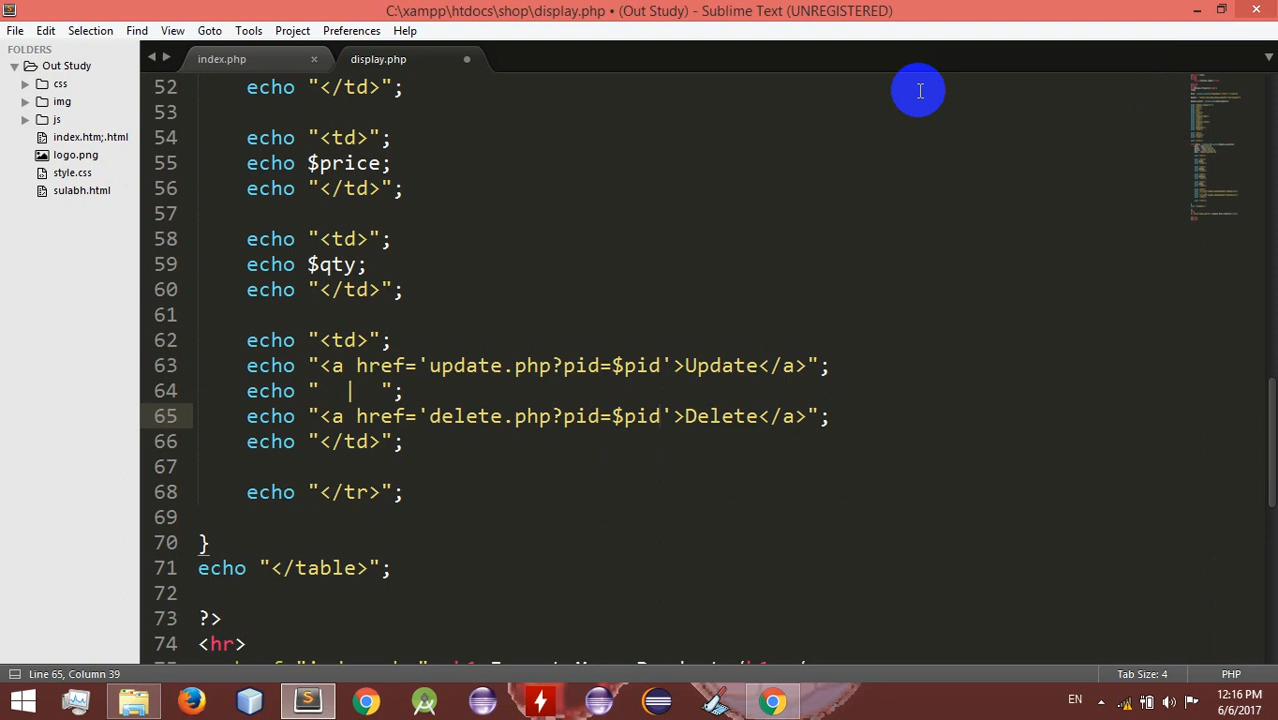 C:\xampp\htdocs\shop\display.php • (Out Study) - Sublime Text (UNREGISTERED)
File Edit Selection Find View Goto Tools Project Preferences Help
FOLDERS
Out Study
css
img
js
index.htm;.html
logo.png
style.css
sulabh.html
index.php × display.php
52 echo "</td>";
53
54 echo "<td>";
55 echo $price;
56 echo "</td>";
57
58 echo "<td>";
59 echo $qty;
60 echo "</td>";
61
62 echo "<td>";
63 echo "<a href='update.php?pid=$pid'>Update</a>";
64 echo "  |  ";
65 echo "<a href='delete.php?pid=$pid'>Delete</a>";
66 echo "</td>";
67
68 echo "</tr>";
69
70 }
71 echo "</table>";
72
73 ?>
74 <hr>
Line 65, Column 39 Tab Size: 4 PHP
EN 12:16 PM
6/6/2017